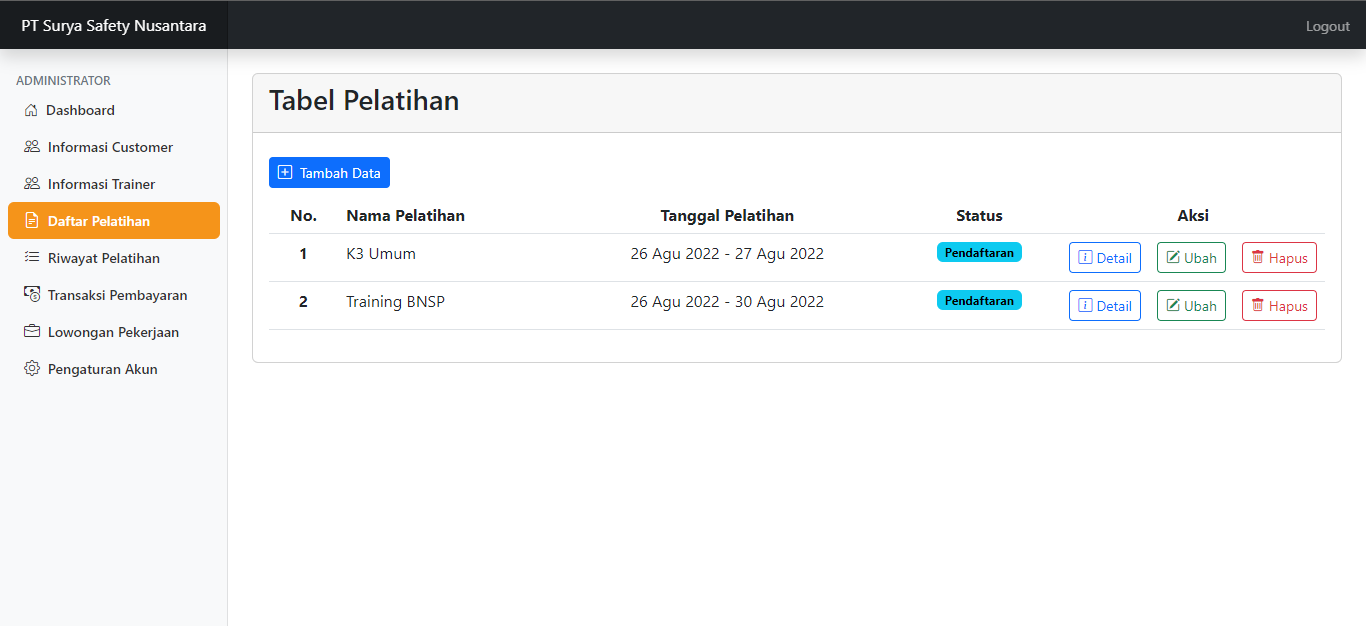 PT Surya Safety Nusantara
Logout
ADMINISTRATOR
Dashboard
Informasi Customer
Informasi Trainer
Daftar Pelatihan
Riwayat Pelatihan
Transaksi Pembayaran
Lowongan Pekerjaan
Pengaturan Akun
Tabel Pelatihan
Tambah Data
No. Nama Pelatihan Tanggal Pelatihan Status Aksi
1 K3 Umum 26 Agu 2022 - 27 Agu 2022 Pendaftaran Detail Ubah Hapus
2 Training BNSP 26 Agu 2022 - 30 Agu 2022 Pendaftaran Detail Ubah Hapus